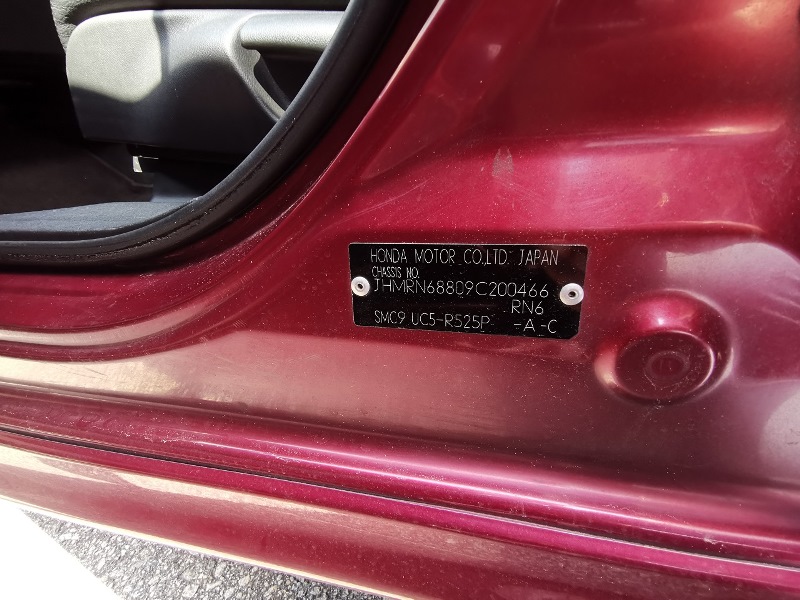 HONDA MOTOR CO.,LTD. JAPAN
CHASSIS NO.
JHMRN68809C200466
RN6
SMC9 UC5-R525P -A -C